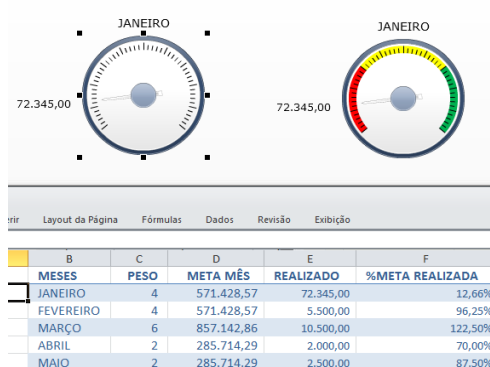 JANEIRO
JANEIRO
72.345,00
72.345,00
erir Layout da Página Fórmulas Dados Revisão Exibição
B C D E F
MESES PESO META MÊS REALIZADO %META REALIZADA
JANEIRO 4 571.428,57 72.345,00 12,66%
FEVEREIRO 4 571.428,57 5.500,00 96,25%
MARÇO 6 857.142,86 10.500,00 122,50%
ABRIL 2 285.714,29 2.000,00 70,00%
MAIO 2 285.714,29 2.500,00 87,50%